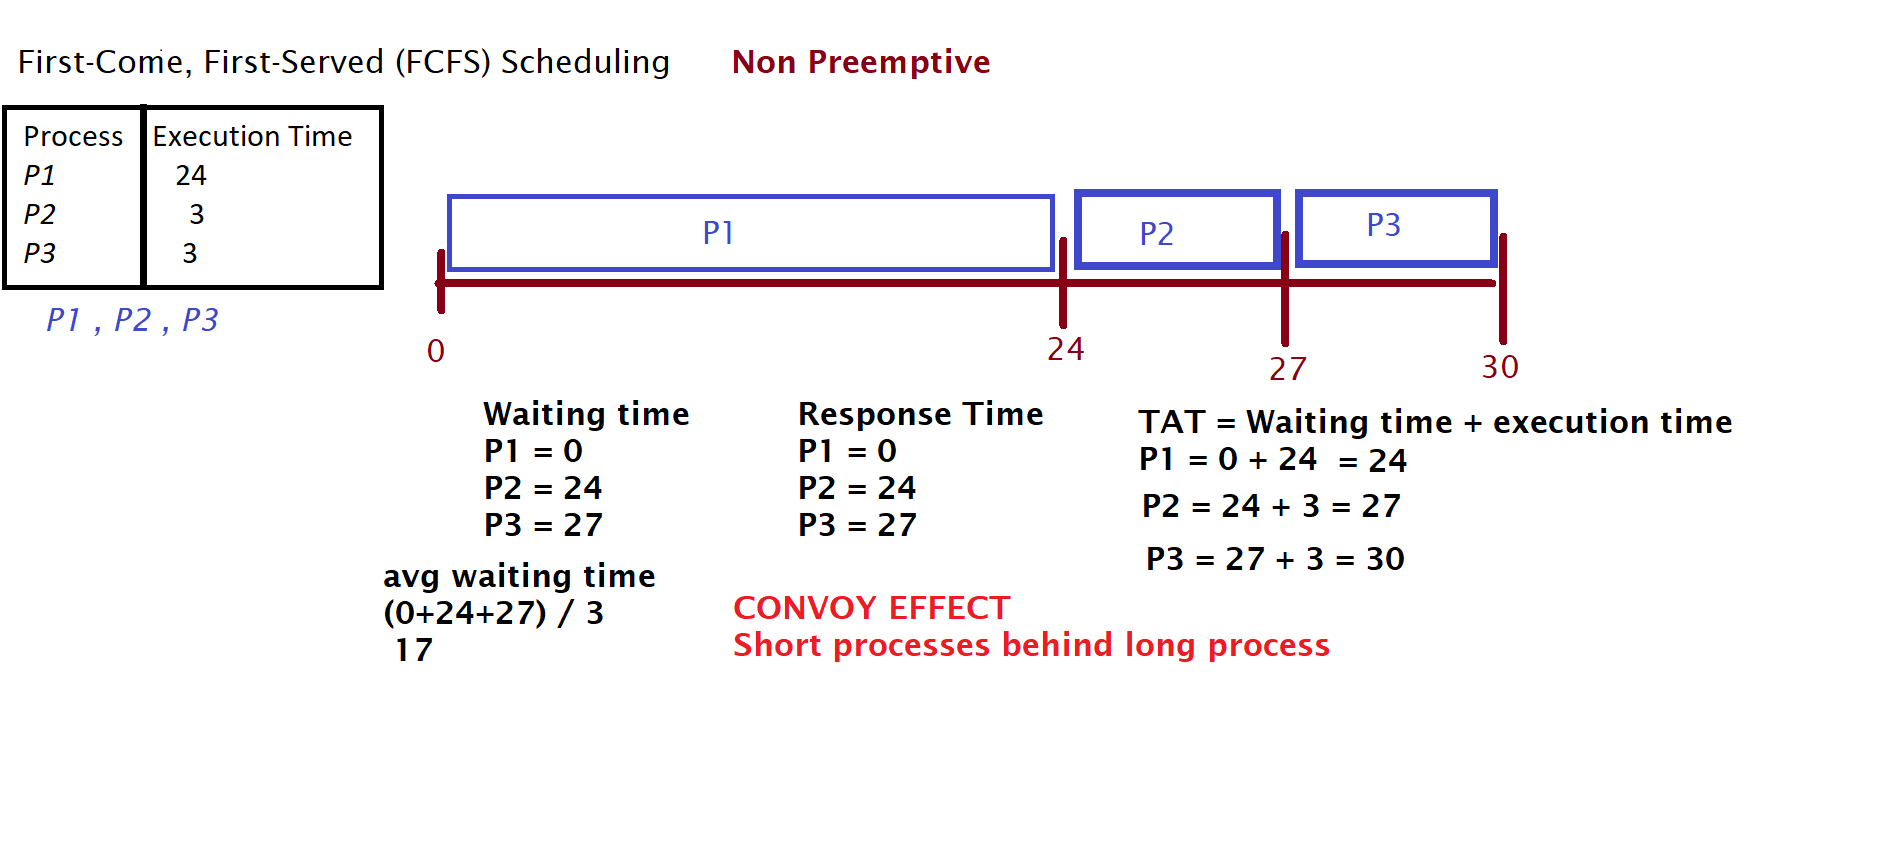 First-Come, First-Served (FCFS) Scheduling Non Preemptive
Process Execution Time
P1 24
P2 3
P3 3
P1 , P2 , P3
P1
P2
P3
0
24
27
30
Waiting time
P1 = 0
P2 = 24
P3 = 27
avg waiting time
(0+24+27) / 3
17
Response Time
P1 = 0
P2 = 24
P3 = 27
TAT = Waiting time + execution time
P1 = 0 + 24 = 24
P2 = 24 + 3 = 27
P3 = 27 + 3 = 30
CONVOY EFFECT
Short processes behind long process